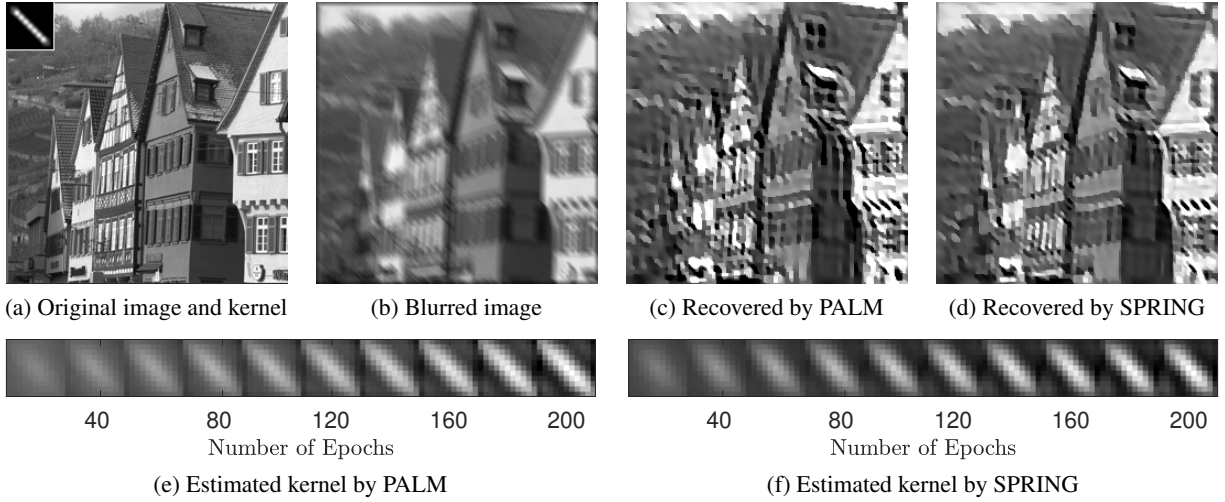 (a) Original image and kernel
(b) Blurred image
(c) Recovered by PALM
(d) Recovered by SPRING
40 80 120 160 200
Number of Epochs
(e) Estimated kernel by PALM
40 80 120 160 200
Number of Epochs
(f) Estimated kernel by SPRING